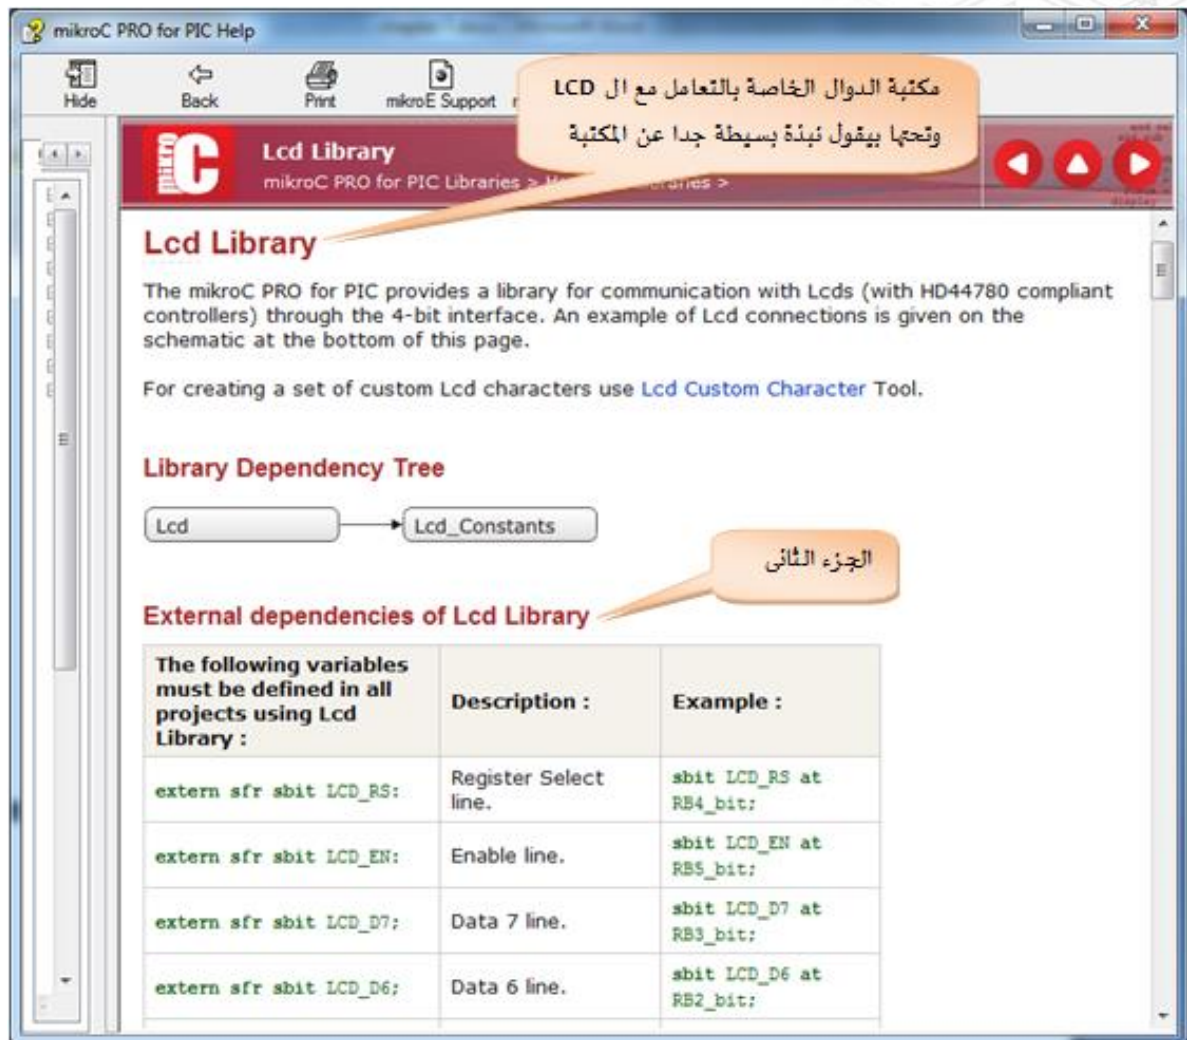 mikroC PRO for PIC Help
Hide
Back
Print
mikroE Support
مكتبة الدوال الخاصة بالتعامل مع ال LCD
وتحتها بيقول نبذة بسيطة جدا عن المكتبة
mikro
C
Lcd Library
mikroC PRO for PIC Libraries >
Lcd Library
The mikroC PRO for PIC provides a library for communication with Lcds (with HD44780 compliant
controllers) through the 4-bit interface. An example of Lcd connections is given on the
schematic at the bottom of this page.
For creating a set of custom Lcd characters use Lcd Custom Character Tool.
Library Dependency Tree
Lcd
Lcd_Constants
الجزء الثانى
External dependencies of Lcd Library
The following variables
must be defined in all
projects using Lcd
Library :
Description :
Example :
extern sfr sbit LCD_RS;
Register Select
line.
sbit LCD_RS at
RB4_bit;
extern sfr sbit LCD_EN;
Enable line.
sbit LCD_EN at
RB5_bit;
extern sfr sbit LCD_D7;
Data 7 line.
sbit LCD_D7 at
RB3_bit;
extern sfr sbit LCD_D6;
Data 6 line.
sbit LCD_D6 at
RB2_bit;